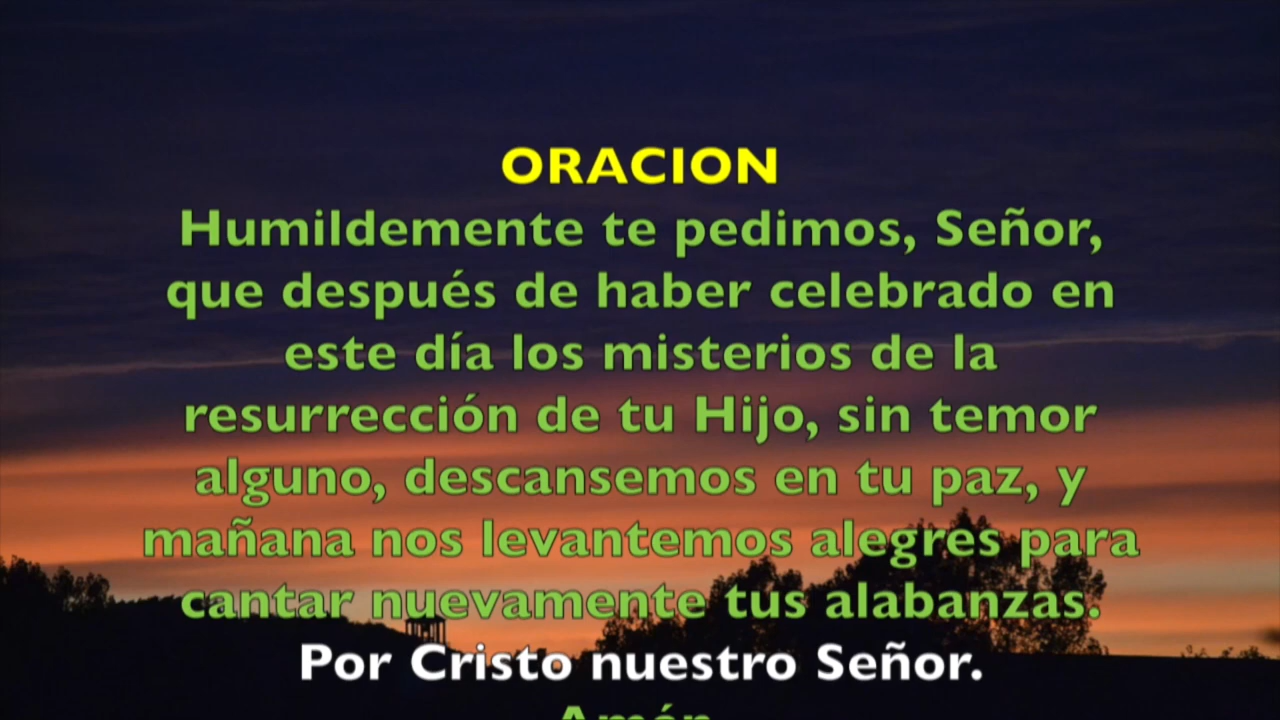 ORACION
Humildemente te pedimos, Señor,
que después de haber celebrado en
este día los misterios de la
resurrección de tu Hijo, sin temor
alguno, descansemos en tu paz, y
mañana nos levantemos alegres para
cantar nuevamente tus alabanzas.
Por Cristo nuestro Señor.
Amén